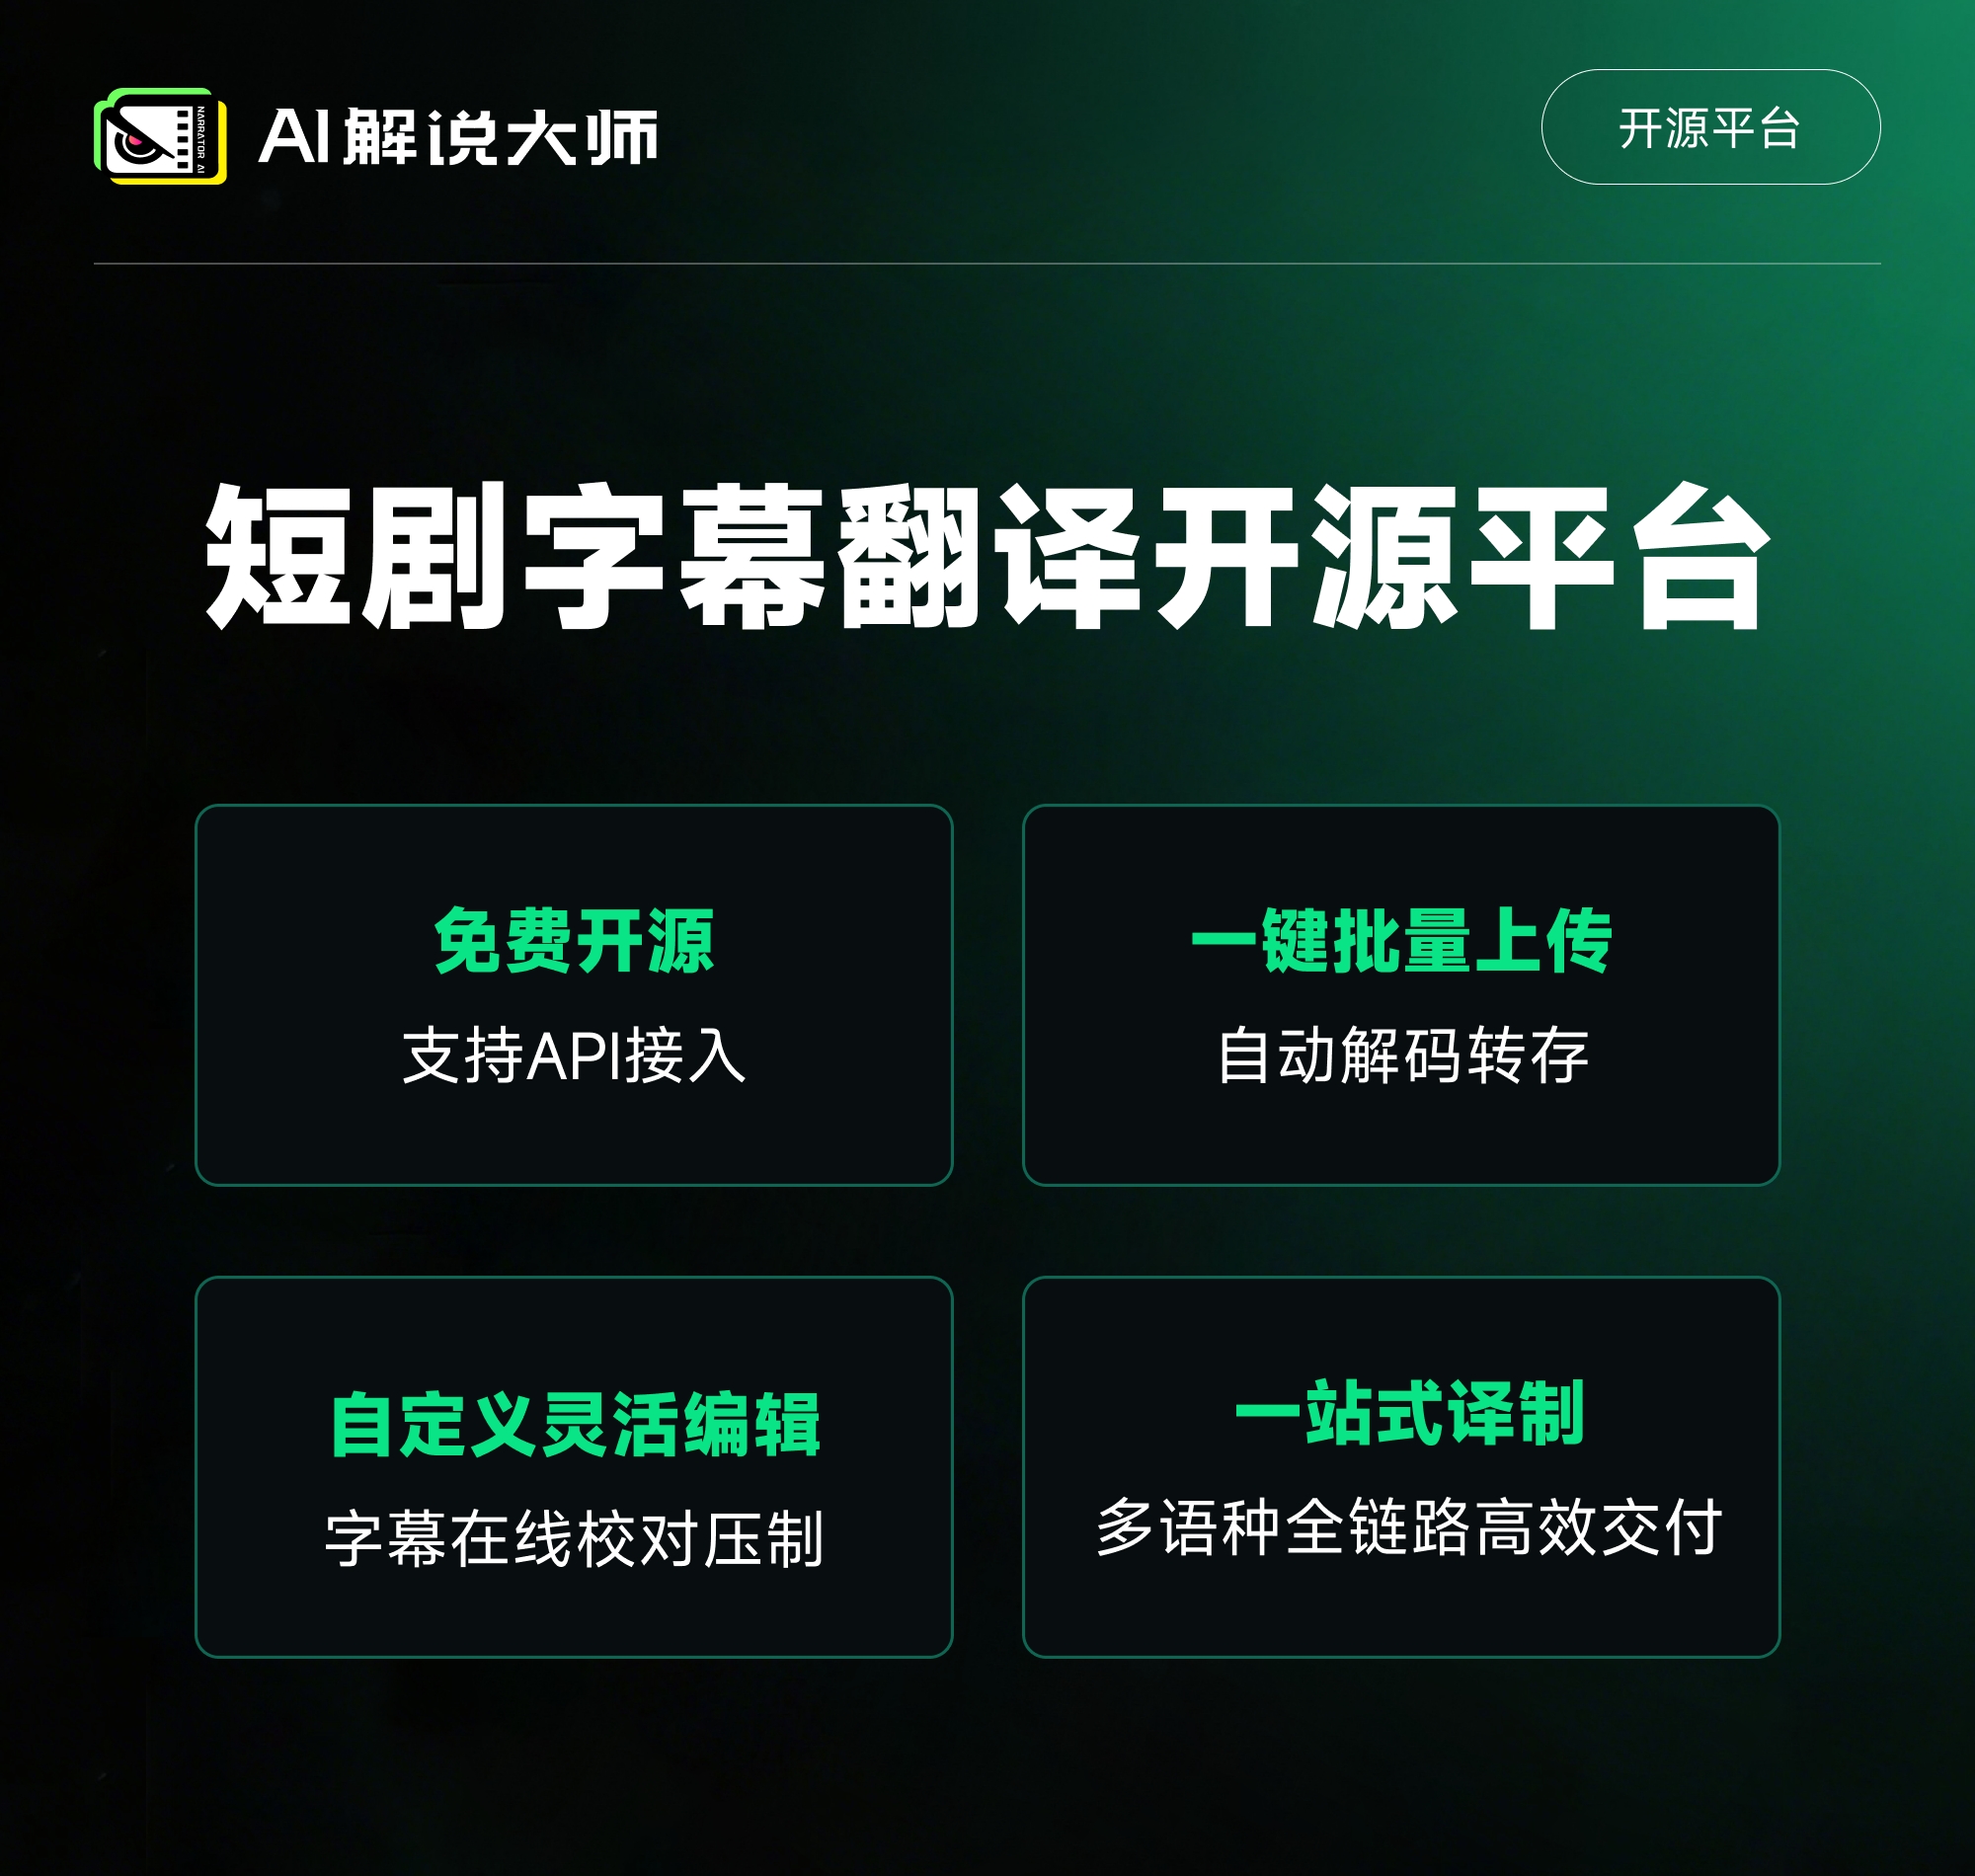 NARRATOR AI
AI解说大师
开源平台
短剧字幕翻译开源平台
免费开源
支持API接入
一键批量上传
自动解码转存
自定义灵活编辑
字幕在线校对压制
一站式译制
多语种全链路高效交付